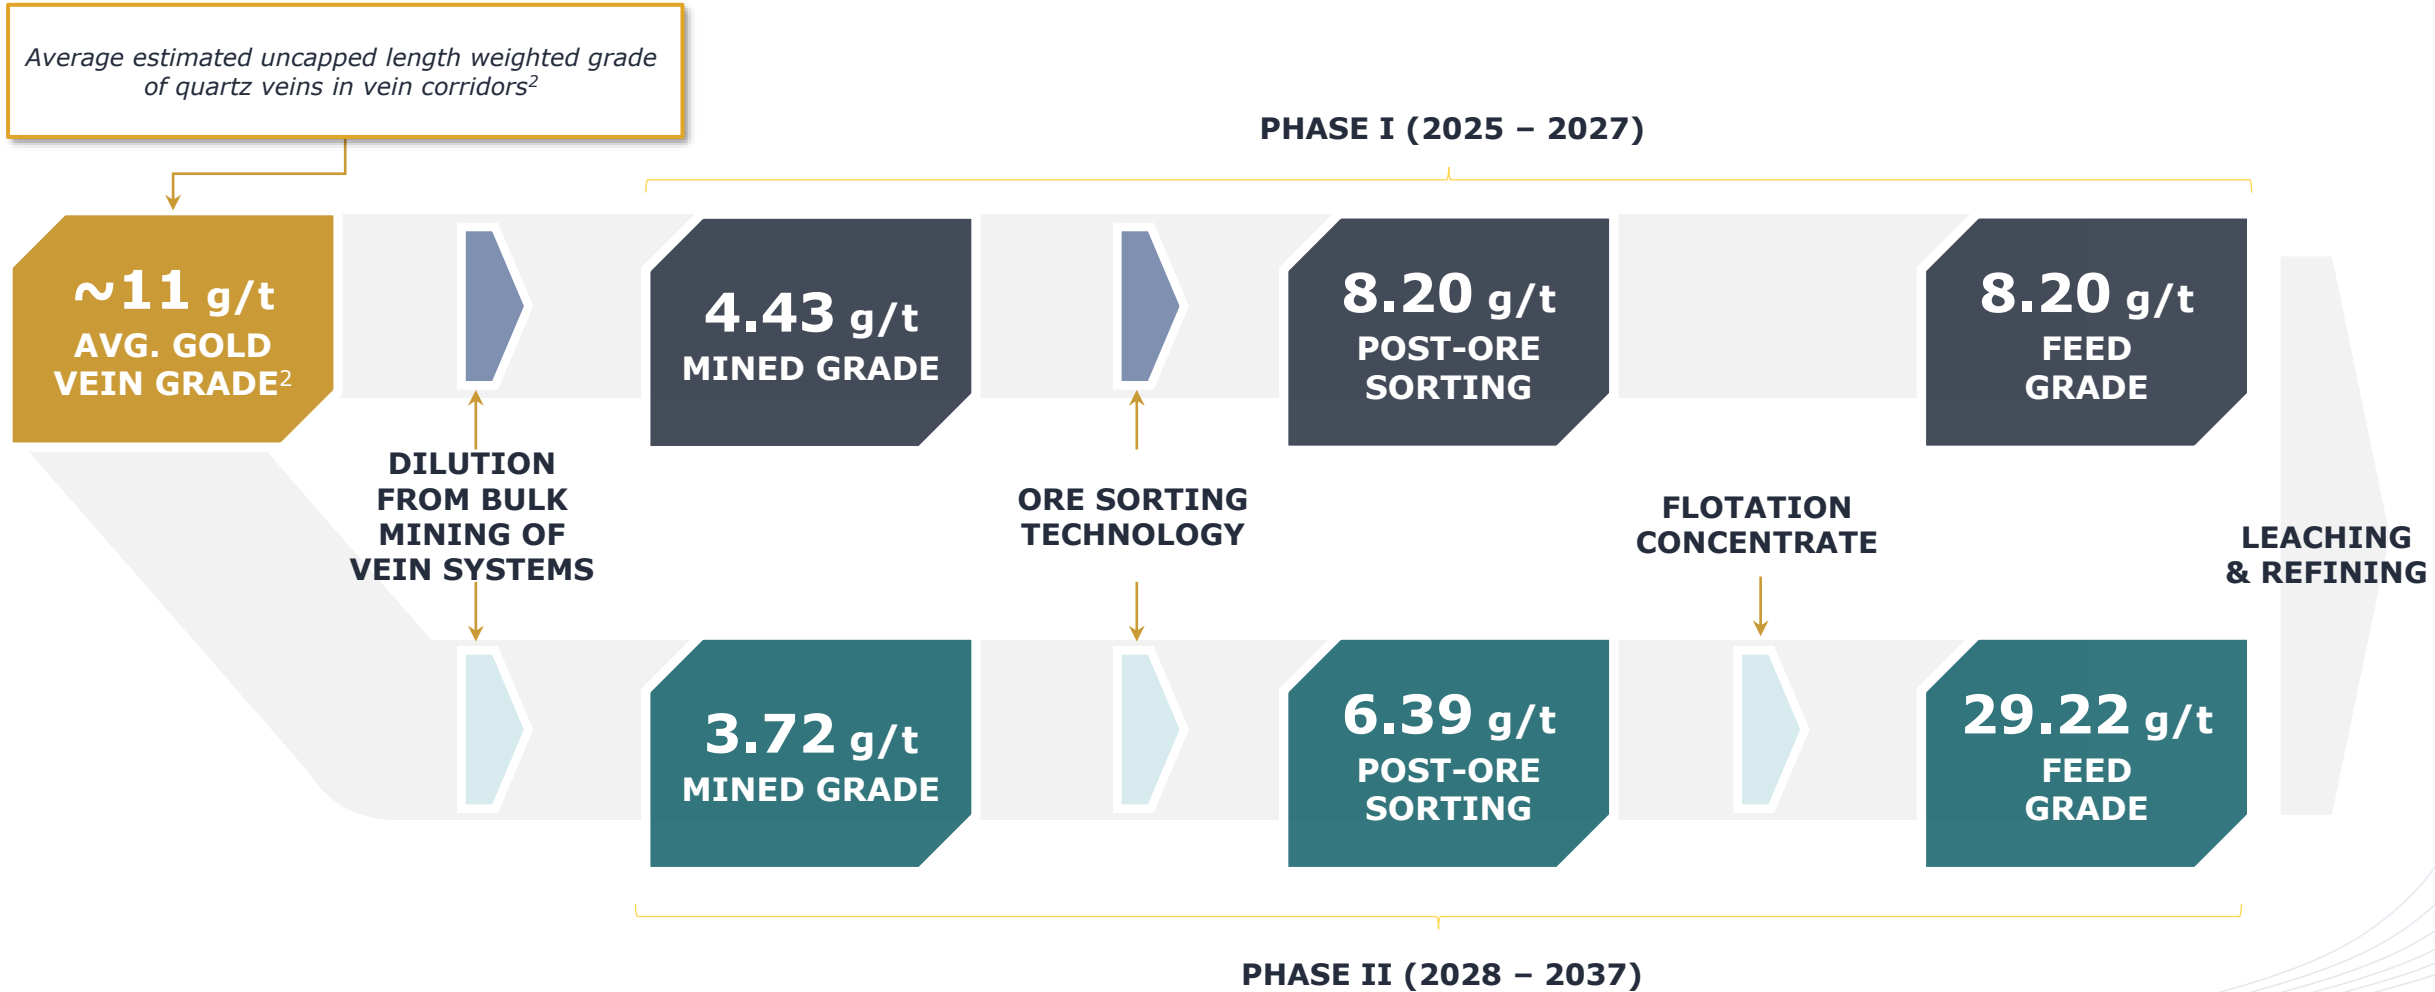 Average estimated uncapped length weighted grade
of quartz veins in vein corridors²
PHASE I (2025 – 2027)
~11 g/t
AVG. GOLD
VEIN GRADE²
4.43 g/t
MINED GRADE
8.20 g/t
POST-ORE
SORTING
8.20 g/t
FEED
GRADE
DILUTION
FROM BULK
MINING OF
VEIN SYSTEMS
ORE SORTING
TECHNOLOGY
FLOTATION
CONCENTRATE
LEACHING
& REFINING
3.72 g/t
MINED GRADE
6.39 g/t
POST-ORE
SORTING
29.22 g/t
FEED
GRADE
PHASE II (2028 – 2037)